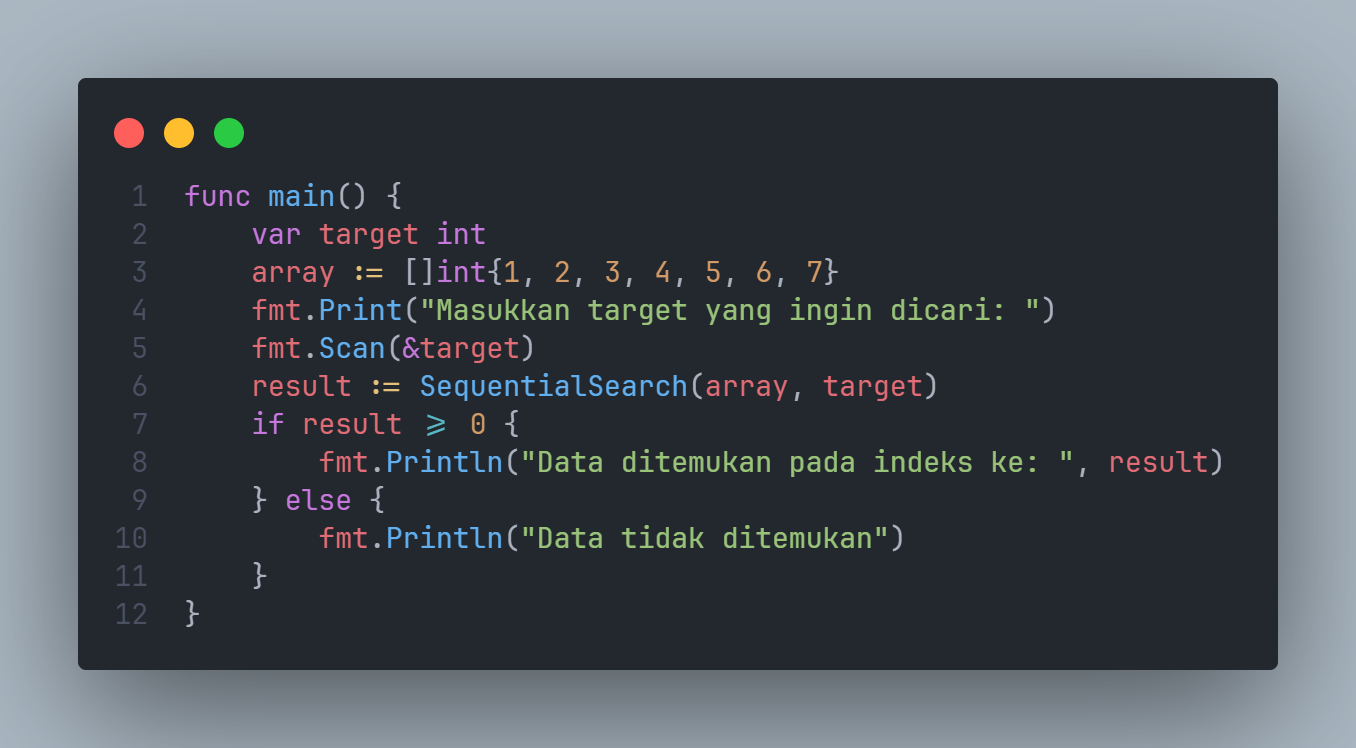 1 func main() {
2     var target int
3     array := []int{1, 2, 3, 4, 5, 6, 7}
4     fmt.Print("Masukkan target yang ingin dicari: ")
5     fmt.Scan(&target)
6     result := SequentialSearch(array, target)
7     if result >= 0 {
8         fmt.Println("Data ditemukan pada indeks ke: ", result)
9     } else {
10         fmt.Println("Data tidak ditemukan")
11     }
12 }